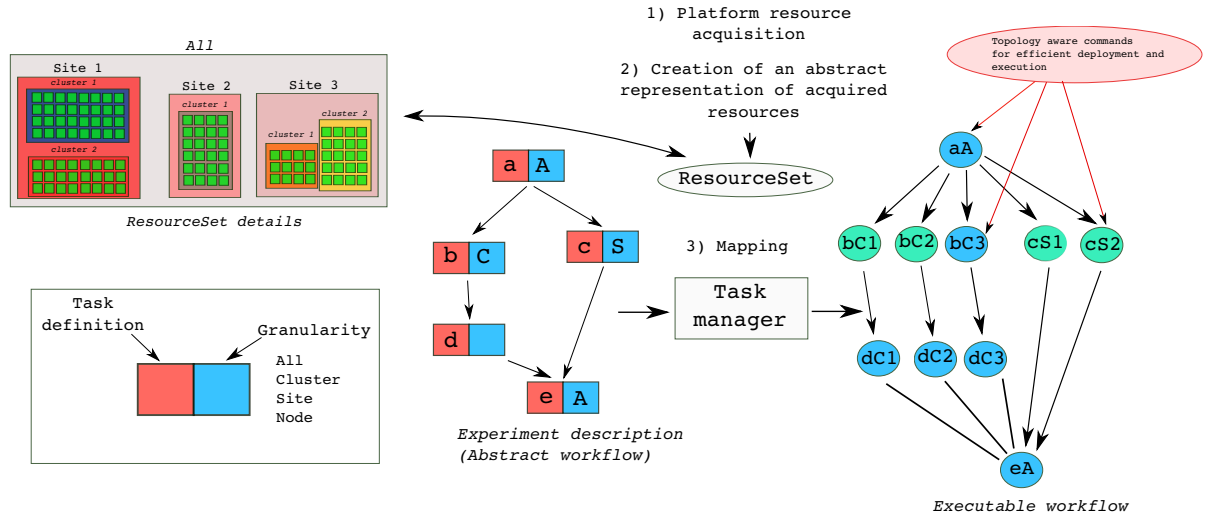 All
Site 1
cluster 1
cluster 2
Site 2
cluster 1
Site 3
cluster 1
cluster 2
ResourceSet details
Task
definition
Granularity
All
Cluster
Site
Node
1) Platform resource
acquisition
2) Creation of an abstract
representation of acquired
resources
ResourceSet
a A
b C
c S
d
e A
Experiment description
(Abstract workflow)
3) Mapping
Task
manager
Topology aware commands
for efficient deployment and
execution
aA
bC1 bC2 bC3 cS1 cS2
dC1 dC2 dC3
eA
Executable workflow